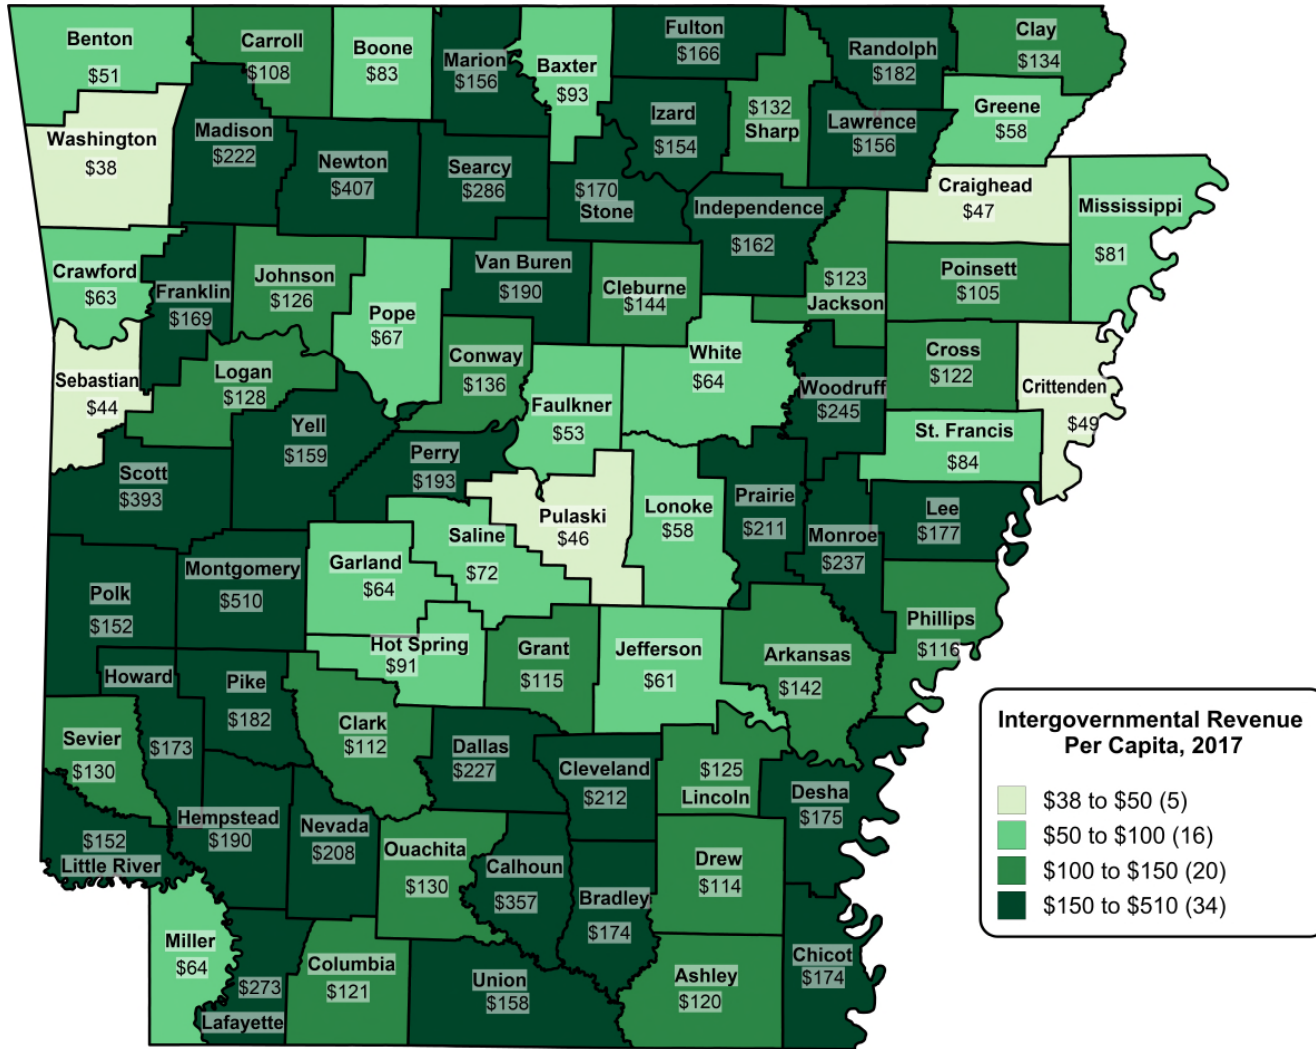 Benton
$51
Carroll
$108
Boone
$83
Marion
$156
Baxter
$93
Fulton
$166
Randolph
$182
Clay
$134
Washington
$38
Madison
$222
Newton
$407
Searcy
$286
$170
Stone
Izard
$154
$132
Sharp
Lawrence
$156
Greene
$58
Craighead
$47
Mississippi
$81
Crawford
$63
Franklin
$169
Johnson
$126
Pope
$67
Van Buren
$190
Cleburne
$144
Independence
$162
$123
Jackson
Poinsett
$105
Sebastian
$44
Logan
$128
Conway
$136
Faulkner
$53
White
$64
Woodruff
$245
Cross
$122
Crittenden
$49
Scott
$393
Yell
$159
Perry
$193
Pulaski
$46
Lonoke
$58
Prairie
$211
Monroe
$237
St. Francis
$84
Lee
$177
Polk
$152
Montgomery
$510
Garland
$64
Saline
$72
Hot Spring
$91
Grant
$115
Jefferson
$61
Arkansas
$142
Phillips
$116
Howard
$173
Pike
$182
Clark
$112
Dallas
$227
Cleveland
$212
$125
Lincoln
Desha
$175
Sevier
$130
$152
Little River
Hempstead
$190
Nevada
$208
Ouachita
$130
Calhoun
$357
Bradley
$174
Drew
$114
Miller
$64
$273
Lafayette
Columbia
$121
Union
$158
Ashley
$120
Chicot
$174
Intergovernmental Revenue
Per Capita, 2017
$38 to $50 (5)
$50 to $100 (16)
$100 to $150 (20)
$150 to $510 (34)